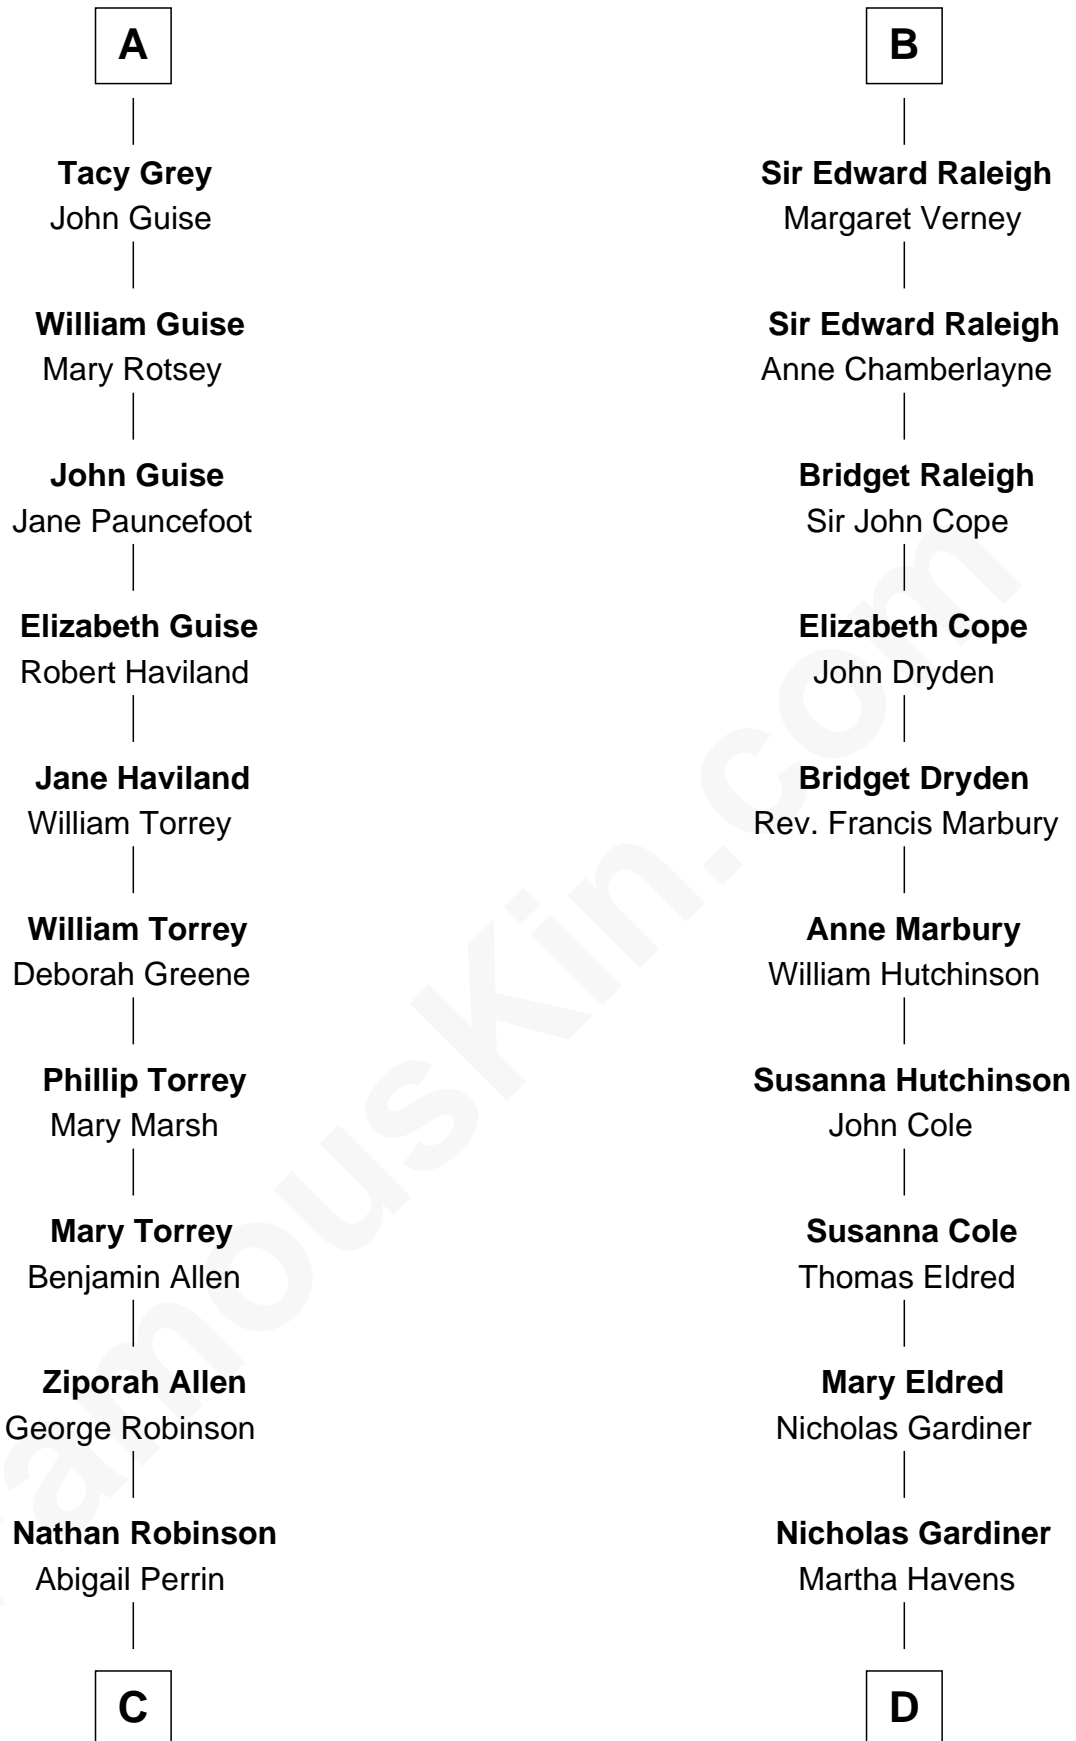 A
Tacy Grey
John Guise
William Guise
Mary Rotsey
John Guise
Jane Pauncefoot
Elizabeth Guise
Robert Haviland
Jane Haviland
William Torrey
William Torrey
Deborah Greene
Phillip Torrey
Mary Marsh
Mary Torrey
Benjamin Allen
Ziporah Allen
George Robinson
Nathan Robinson
Abigail Perrin
C
B
Sir Edward Raleigh
Margaret Verney
Sir Edward Raleigh
Anne Chamberlayne
Bridget Raleigh
Sir John Cope
Elizabeth Cope
John Dryden
Bridget Dryden
Rev. Francis Marbury
Anne Marbury
William Hutchinson
Susanna Hutchinson
John Cole
Susanna Cole
Thomas Eldred
Mary Eldred
Nicholas Gardiner
Nicholas Gardiner
Martha Havens
D
FamousKin.com